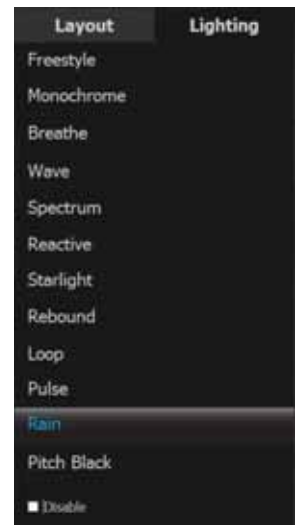 Layout Lighting
Freestyle
Monochrome
Breathe
Wave
Spectrum
Reactive
Starlight
Rebound
Loop
Pulse
Rain
Pitch Black
Disable